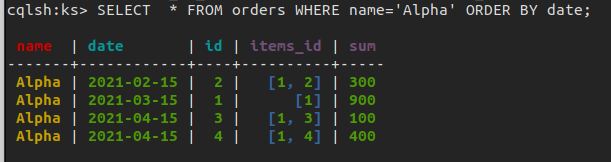 cqlsh:ks> SELECT  * FROM orders WHERE name='Alpha' ORDER BY date;
 name  | date       | id | items_id | sum
-------+------------+----+----------+-----
 Alpha | 2021-02-15 |  2 |   [1, 2] | 300
 Alpha | 2021-03-15 |  1 |      [1] | 900
 Alpha | 2021-04-15 |  3 |   [1, 3] | 100
 Alpha | 2021-04-15 |  4 |   [1, 4] | 400